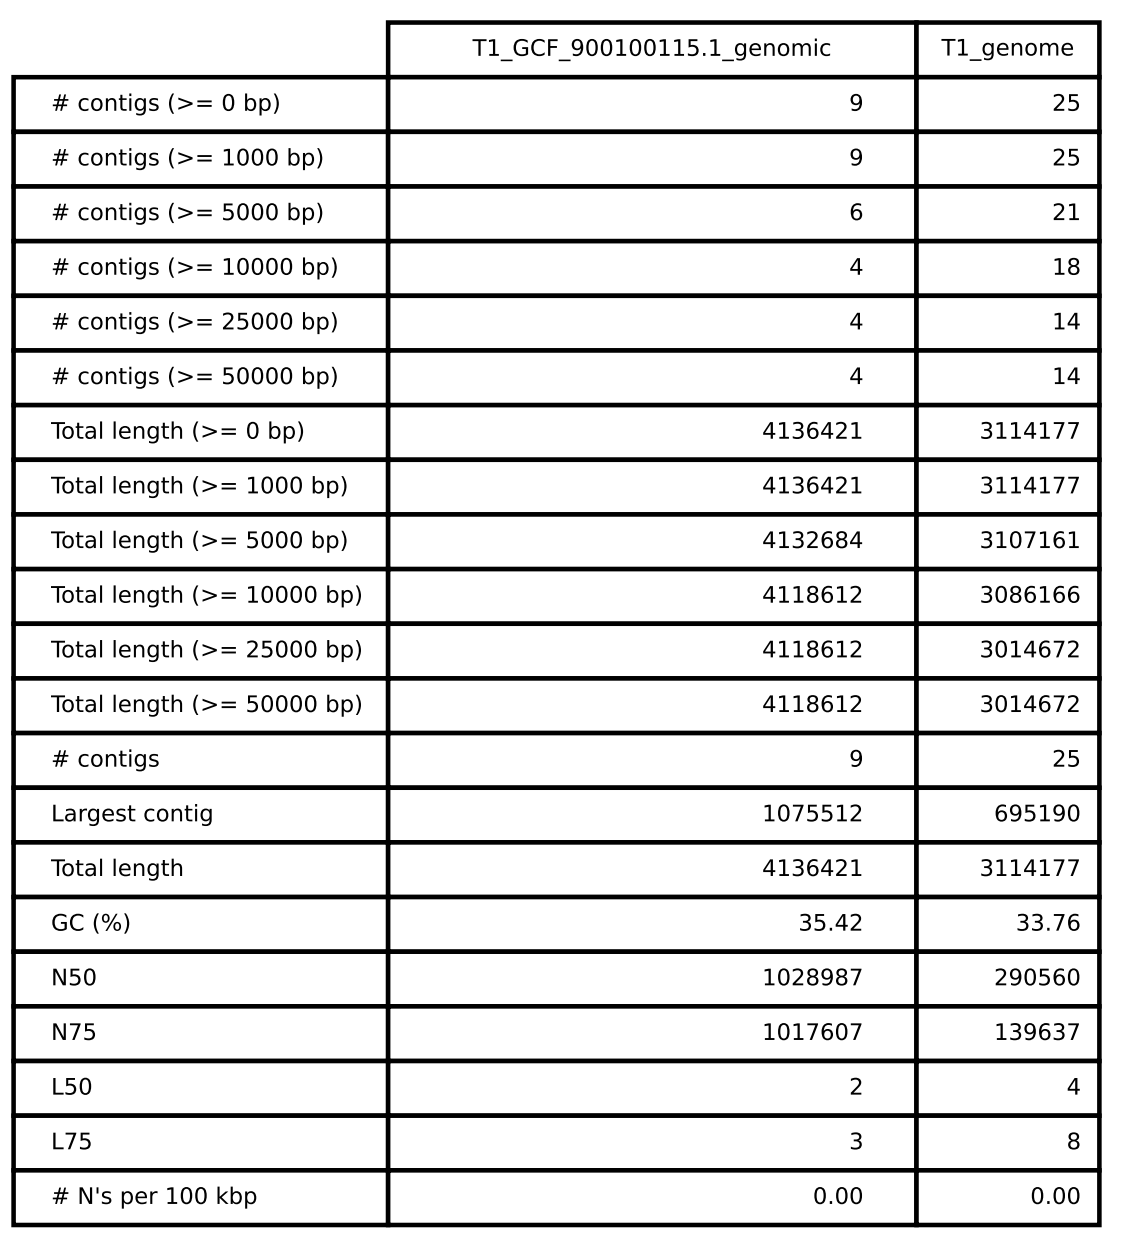 T1_GCF_900100115.1_genomic T1_genome
# contigs (>= 0 bp) 9 25
# contigs (>= 1000 bp) 9 25
# contigs (>= 5000 bp) 6 21
# contigs (>= 10000 bp) 4 18
# contigs (>= 25000 bp) 4 14
# contigs (>= 50000 bp) 4 14
Total length (>= 0 bp) 4136421 3114177
Total length (>= 1000 bp) 4136421 3114177
Total length (>= 5000 bp) 4132684 3107161
Total length (>= 10000 bp) 4118612 3086166
Total length (>= 25000 bp) 4118612 3014672
Total length (>= 50000 bp) 4118612 3014672
# contigs 9 25
Largest contig 1075512 695190
Total length 4136421 3114177
GC (%) 35.42 33.76
N50 1028987 290560
N75 1017607 139637
L50 2 4
L75 3 8
# N's per 100 kbp 0.00 0.00